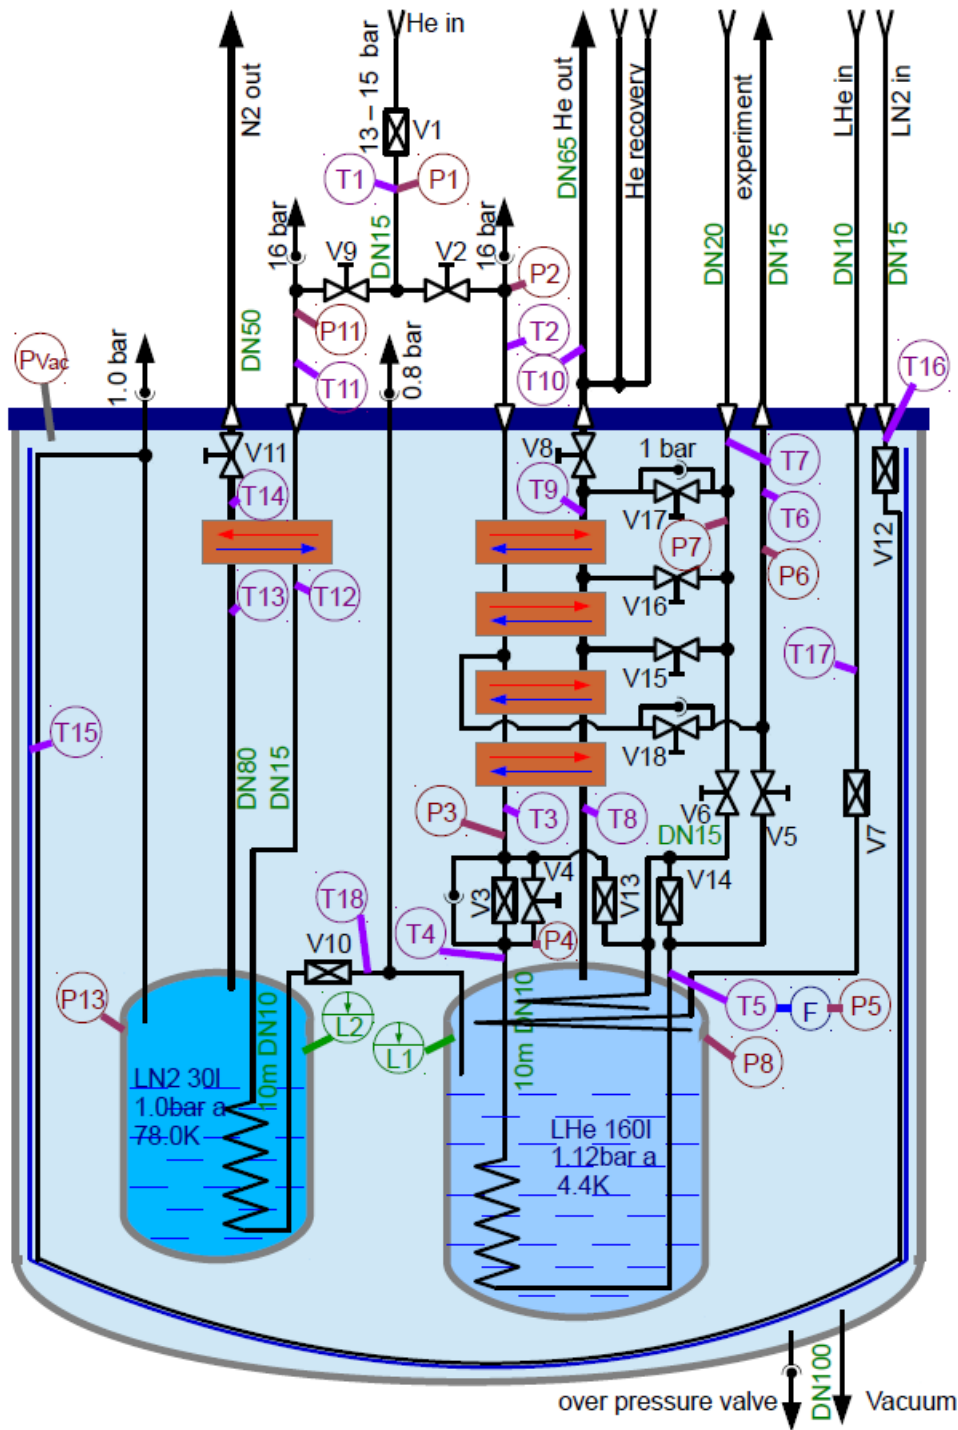 He in
N2 out
13 – 15 bar
V1
DN65
He out
He recovery
experiment
LHe in
LN2 in
T1
P1
16 bar
DN15
16 bar
V9
V2
P2
DN20
DN15
DN10
DN15
PVac
1.0 bar
DN50
P11
T11
0.8 bar
T2
T10
T16
V11
V8
1 bar
T7
T14
T9
V17
T6
P7
V12
P6
T13
T12
V16
T17
V15
T15
V18
DN80
DN15
P3
T3
T8
V6
DN15
V5
V7
V4
V3
V13
V14
T18
T4
P4
V10
P13
L2
10m DN10
L1
10m DN10
T5
F
P5
P8
LN2 30l
1.0bar a
78.0K
LHe 160l
1.12bar a
4.4K
over pressure valve
DN100
Vacuum